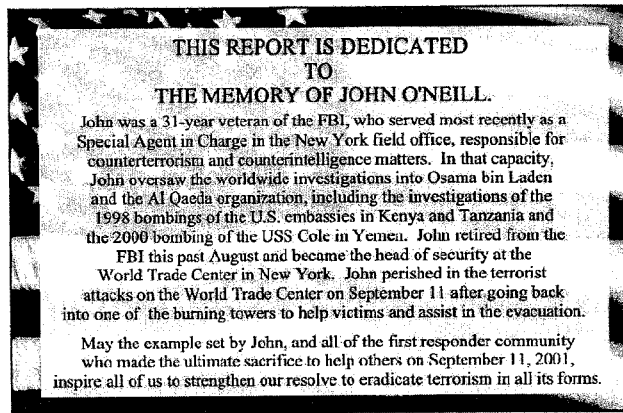 THIS REPORT IS DEDICATED
TO
THE MEMORY OF JOHN O'NEILL.
John was a 31-year veteran of the FBI, who served most recently as a
Special Agent in Charge in the New York field office, responsible for
counterterrorism and counterintelligence matters. In that capacity,
John oversaw the worldwide investigations into Osama bin Laden
and the Al Qaeda organization, including the investigations of the
1998 bombings of the U.S. embassies in Kenya and Tanzania and
the 2000 bombing of the USS Cole in Yemen. John retired from the
FBI this past August and became the head of security at the
World Trade Center in New York. John perished in the terrorist
attacks on the World Trade Center on September 11 after going back
into one of the burning towers to help victims and assist in the evacuation.
May the example set by John, and all of the first responder community
who made the ultimate sacrifice to help others on September 11, 2001,
inspire all of us to strengthen our resolve to eradicate terrorism in all its forms.